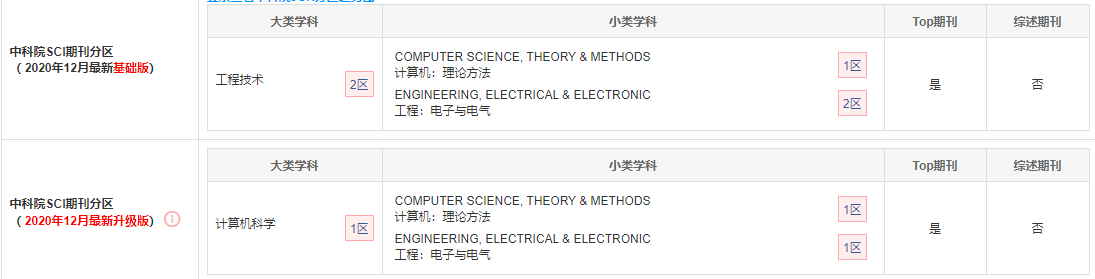 大类学科 小类学科 Top期刊 综述期刊
中科院SCI期刊分区
（ 2020年12月最新基础版）
工程技术 2区
COMPUTER SCIENCE, THEORY & METHODS
计算机：理论方法 1区
ENGINEERING, ELECTRICAL & ELECTRONIC
工程：电子与电气 2区
是 否
大类学科 小类学科 Top期刊 综述期刊
中科院SCI期刊分区
（ 2020年12月最新升级版）
计算机科学 1区
COMPUTER SCIENCE, THEORY & METHODS
计算机：理论方法 1区
ENGINEERING, ELECTRICAL & ELECTRONIC
工程：电子与电气 1区
是 否